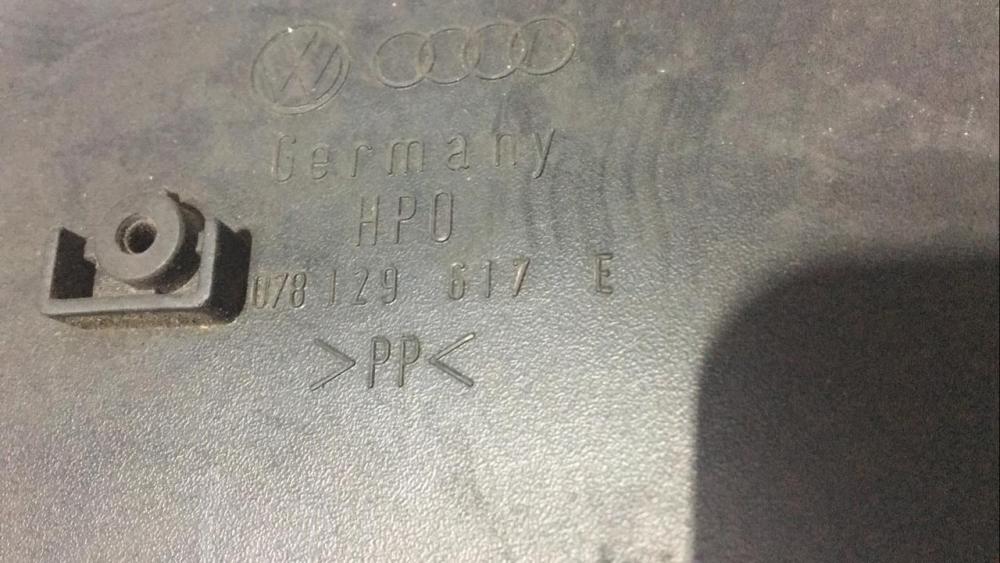 Germany
HPO
078 129 617 E
>PP<